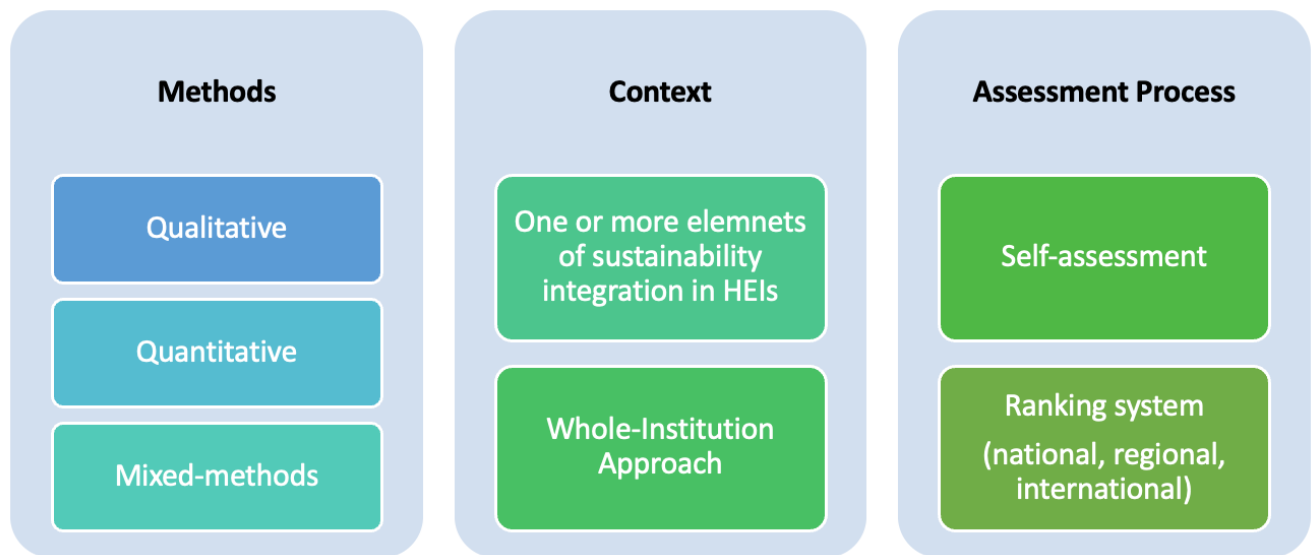 Methods
Qualitative
Quantitative
Mixed-methods
Context
One or more elemnets
of sustainability
integration in HEIs
Whole-Institution
Approach
Assessment Process
Self-assessment
Ranking system
(national, regional,
international)